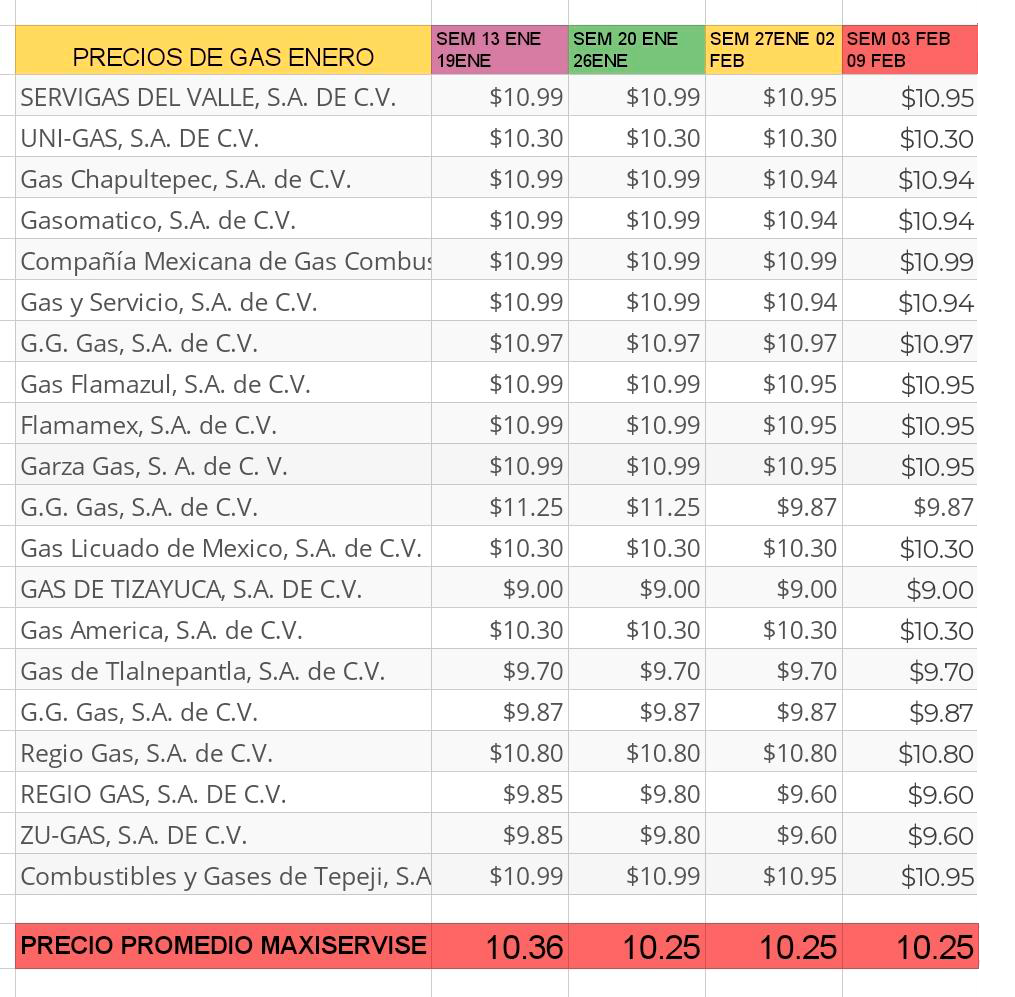 PRECIOS DE GAS ENERO SEM 13 ENE 19ENE SEM 20 ENE 26ENE SEM 27ENE 02 FEB SEM 03 FEB 09 FEB
SERVIGAS DEL VALLE, S.A. DE C.V. $10.99 $10.99 $10.95 $10.95
UNI-GAS, S.A. DE C.V. $10.30 $10.30 $10.30 $10.30
Gas Chapultepec, S.A. de C.V. $10.99 $10.99 $10.94 $10.94
Gasomatico, S.A. de C.V. $10.99 $10.99 $10.94 $10.94
Compañía Mexicana de Gas Combus $10.99 $10.99 $10.99 $10.99
Gas y Servicio, S.A. de C.V. $10.99 $10.99 $10.94 $10.94
G.G. Gas, S.A. de C.V. $10.97 $10.97 $10.97 $10.97
Gas Flamazul, S.A. de C.V. $10.99 $10.99 $10.95 $10.95
Flamamex, S.A. de C.V. $10.99 $10.99 $10.95 $10.95
Garza Gas, S. A. de C. V. $10.99 $10.99 $10.95 $10.95
G.G. Gas, S.A. de C.V. $11.25 $11.25 $9.87 $9.87
Gas Licuado de Mexico, S.A. de C.V. $10.30 $10.30 $10.30 $10.30
GAS DE TIZAYUCA, S.A. DE C.V. $9.00 $9.00 $9.00 $9.00
Gas America, S.A. de C.V. $10.30 $10.30 $10.30 $10.30
Gas de Tlalnepantla, S.A. de C.V. $9.70 $9.70 $9.70 $9.70
G.G. Gas, S.A. de C.V. $9.87 $9.87 $9.87 $9.87
Regio Gas, S.A. de C.V. $10.80 $10.80 $10.80 $10.80
REGIO GAS, S.A. DE C.V. $9.85 $9.80 $9.60 $9.60
ZU-GAS, S.A. DE C.V. $9.85 $9.80 $9.60 $9.60
Combustibles y Gases de Tepeji, S.A $10.99 $10.99 $10.95 $10.95
PRECIO PROMEDIO MAXISERVISE 10.36 10.25 10.25 10.25